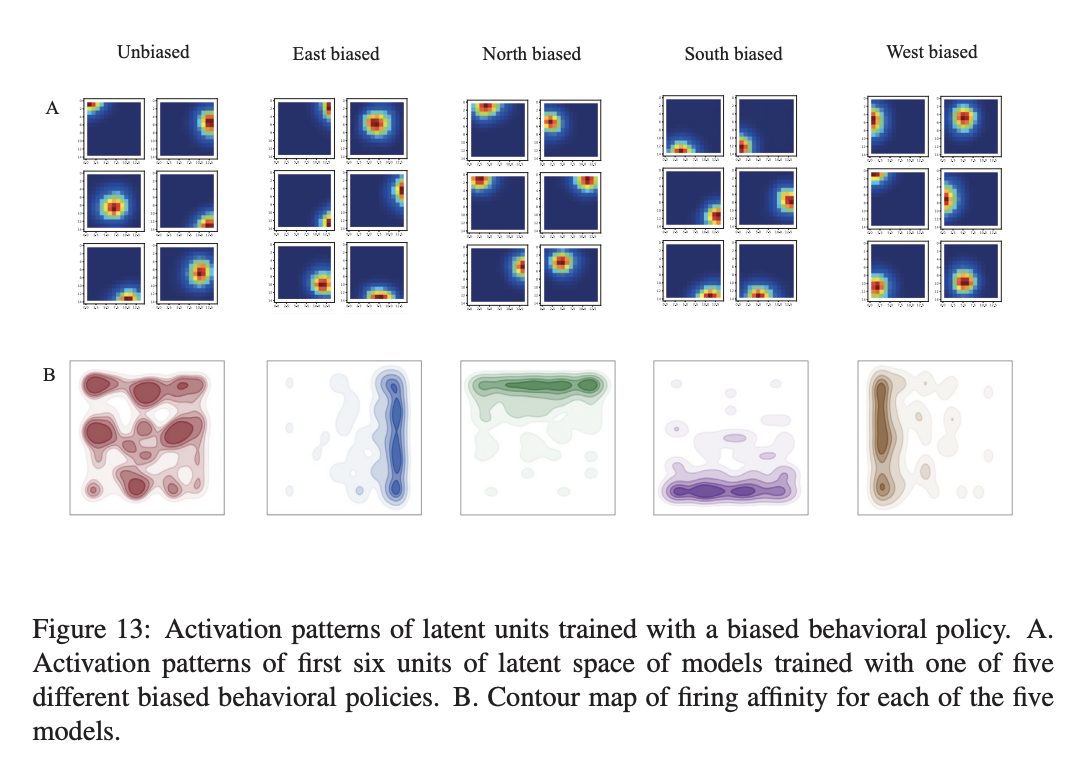 Unbiased
East biased
North biased
South biased
West biased
A
B
Figure 13: Activation patterns of latent units trained with a biased behavioral policy. A.
Activation patterns of first six units of latent space of models trained with one of five
different biased behavioral policies. B. Contour map of firing affinity for each of the five
models.